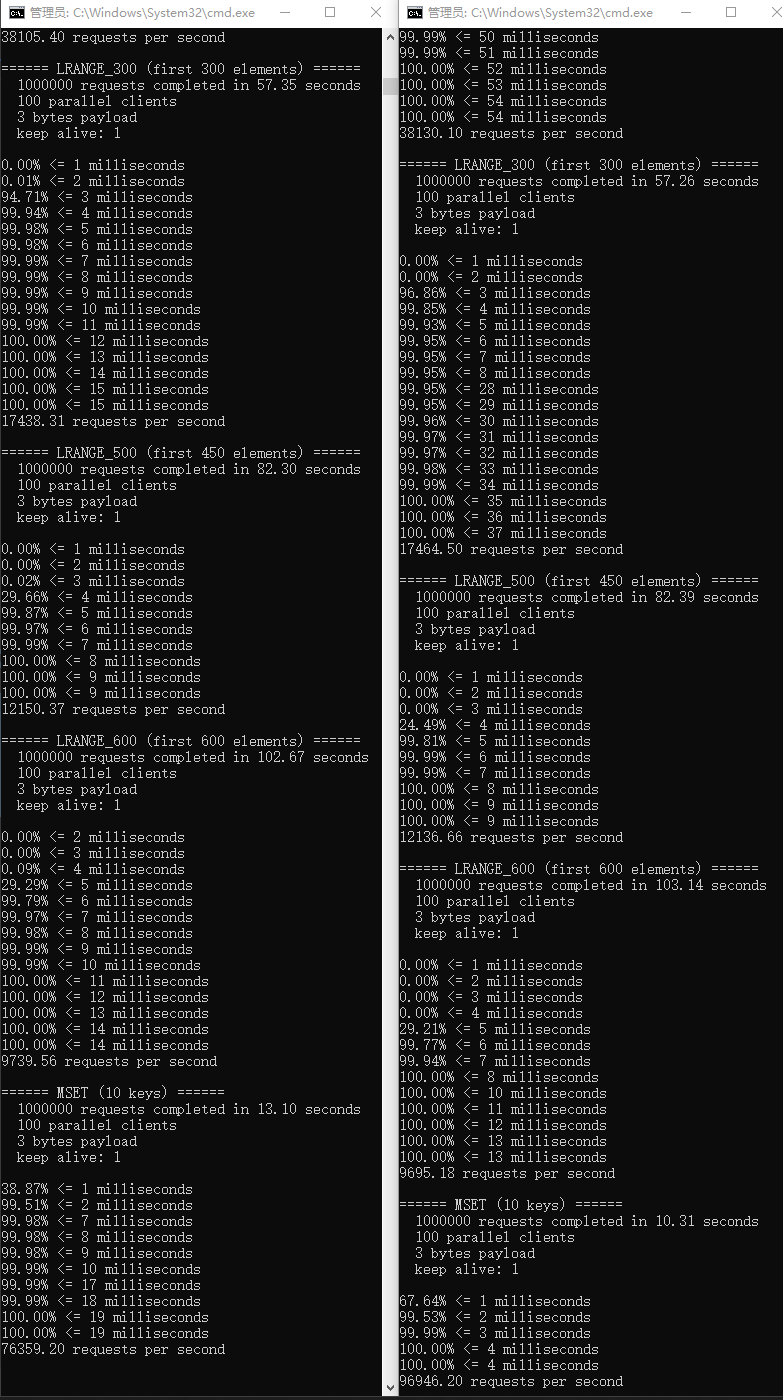 管理员: C:\Windows\System32\cmd.exe
38105.40 requests per second
====== LRANGE_300 (first 300 elements) ======
1000000 requests completed in 57.35 seconds
100 parallel clients
3 bytes payload
keep alive: 1
0.00% <= 1 milliseconds
0.01% <= 2 milliseconds
94.71% <= 3 milliseconds
99.94% <= 4 milliseconds
99.98% <= 5 milliseconds
99.98% <= 6 milliseconds
99.99% <= 7 milliseconds
99.99% <= 8 milliseconds
99.99% <= 9 milliseconds
99.99% <= 10 milliseconds
99.99% <= 11 milliseconds
100.00% <= 12 milliseconds
100.00% <= 13 milliseconds
100.00% <= 14 milliseconds
100.00% <= 15 milliseconds
100.00% <= 15 milliseconds
17438.31 requests per second
====== LRANGE_500 (first 450 elements) ======
1000000 requests completed in 82.30 seconds
100 parallel clients
3 bytes payload
keep alive: 1
0.00% <= 1 milliseconds
0.00% <= 2 milliseconds
0.02% <= 3 milliseconds
29.66% <= 4 milliseconds
99.87% <= 5 milliseconds
99.97% <= 6 milliseconds
99.99% <= 7 milliseconds
100.00% <= 8 milliseconds
100.00% <= 9 milliseconds
100.00% <= 9 milliseconds
12150.37 requests per second
====== LRANGE_600 (first 600 elements) ======
1000000 requests completed in 102.67 seconds
100 parallel clients
3 bytes payload
keep alive: 1
0.00% <= 2 milliseconds
0.00% <= 3 milliseconds
0.09% <= 4 milliseconds
29.29% <= 5 milliseconds
99.79% <= 6 milliseconds
99.97% <= 7 milliseconds
99.98% <= 8 milliseconds
99.99% <= 9 milliseconds
99.99% <= 10 milliseconds
100.00% <= 11 milliseconds
100.00% <= 12 milliseconds
100.00% <= 13 milliseconds
100.00% <= 14 milliseconds
100.00% <= 14 milliseconds
9739.56 requests per second
====== MSET (10 keys) ======
1000000 requests completed in 13.10 seconds
100 parallel clients
3 bytes payload
keep alive: 1
38.87% <= 1 milliseconds
99.51% <= 2 milliseconds
99.98% <= 7 milliseconds
99.98% <= 8 milliseconds
99.98% <= 9 milliseconds
99.99% <= 10 milliseconds
99.99% <= 17 milliseconds
99.99% <= 18 milliseconds
100.00% <= 19 milliseconds
100.00% <= 19 milliseconds
76359.20 requests per second
管理员: C:\Windows\System32\cmd.exe
99.99% <= 50 milliseconds
99.99% <= 51 milliseconds
100.00% <= 52 milliseconds
100.00% <= 53 milliseconds
100.00% <= 54 milliseconds
100.00% <= 54 milliseconds
38130.10 requests per second
====== LRANGE_300 (first 300 elements) ======
1000000 requests completed in 57.26 seconds
100 parallel clients
3 bytes payload
keep alive: 1
0.00% <= 1 milliseconds
0.00% <= 2 milliseconds
96.86% <= 3 milliseconds
99.85% <= 4 milliseconds
99.93% <= 5 milliseconds
99.95% <= 6 milliseconds
99.95% <= 7 milliseconds
99.95% <= 8 milliseconds
99.95% <= 28 milliseconds
99.95% <= 29 milliseconds
99.96% <= 30 milliseconds
99.97% <= 31 milliseconds
99.97% <= 32 milliseconds
99.98% <= 33 milliseconds
99.99% <= 34 milliseconds
100.00% <= 35 milliseconds
100.00% <= 36 milliseconds
100.00% <= 37 milliseconds
17464.50 requests per second
====== LRANGE_500 (first 450 elements) ======
1000000 requests completed in 82.39 seconds
100 parallel clients
3 bytes payload
keep alive: 1
0.00% <= 1 milliseconds
0.00% <= 2 milliseconds
0.00% <= 3 milliseconds
24.49% <= 4 milliseconds
99.81% <= 5 milliseconds
99.99% <= 6 milliseconds
99.99% <= 7 milliseconds
100.00% <= 8 milliseconds
100.00% <= 9 milliseconds
100.00% <= 9 milliseconds
12136.66 requests per second
====== LRANGE_600 (first 600 elements) ======
1000000 requests completed in 103.14 seconds
100 parallel clients
3 bytes payload
keep alive: 1
0.00% <= 1 milliseconds
0.00% <= 2 milliseconds
0.00% <= 3 milliseconds
0.00% <= 4 milliseconds
29.21% <= 5 milliseconds
99.77% <= 6 milliseconds
99.94% <= 7 milliseconds
100.00% <= 8 milliseconds
100.00% <= 10 milliseconds
100.00% <= 11 milliseconds
100.00% <= 12 milliseconds
100.00% <= 13 milliseconds
100.00% <= 13 milliseconds
9695.18 requests per second
====== MSET (10 keys) ======
1000000 requests completed in 10.31 seconds
100 parallel clients
3 bytes payload
keep alive: 1
67.64% <= 1 milliseconds
99.53% <= 2 milliseconds
99.99% <= 3 milliseconds
100.00% <= 4 milliseconds
100.00% <= 4 milliseconds
96946.20 requests per second